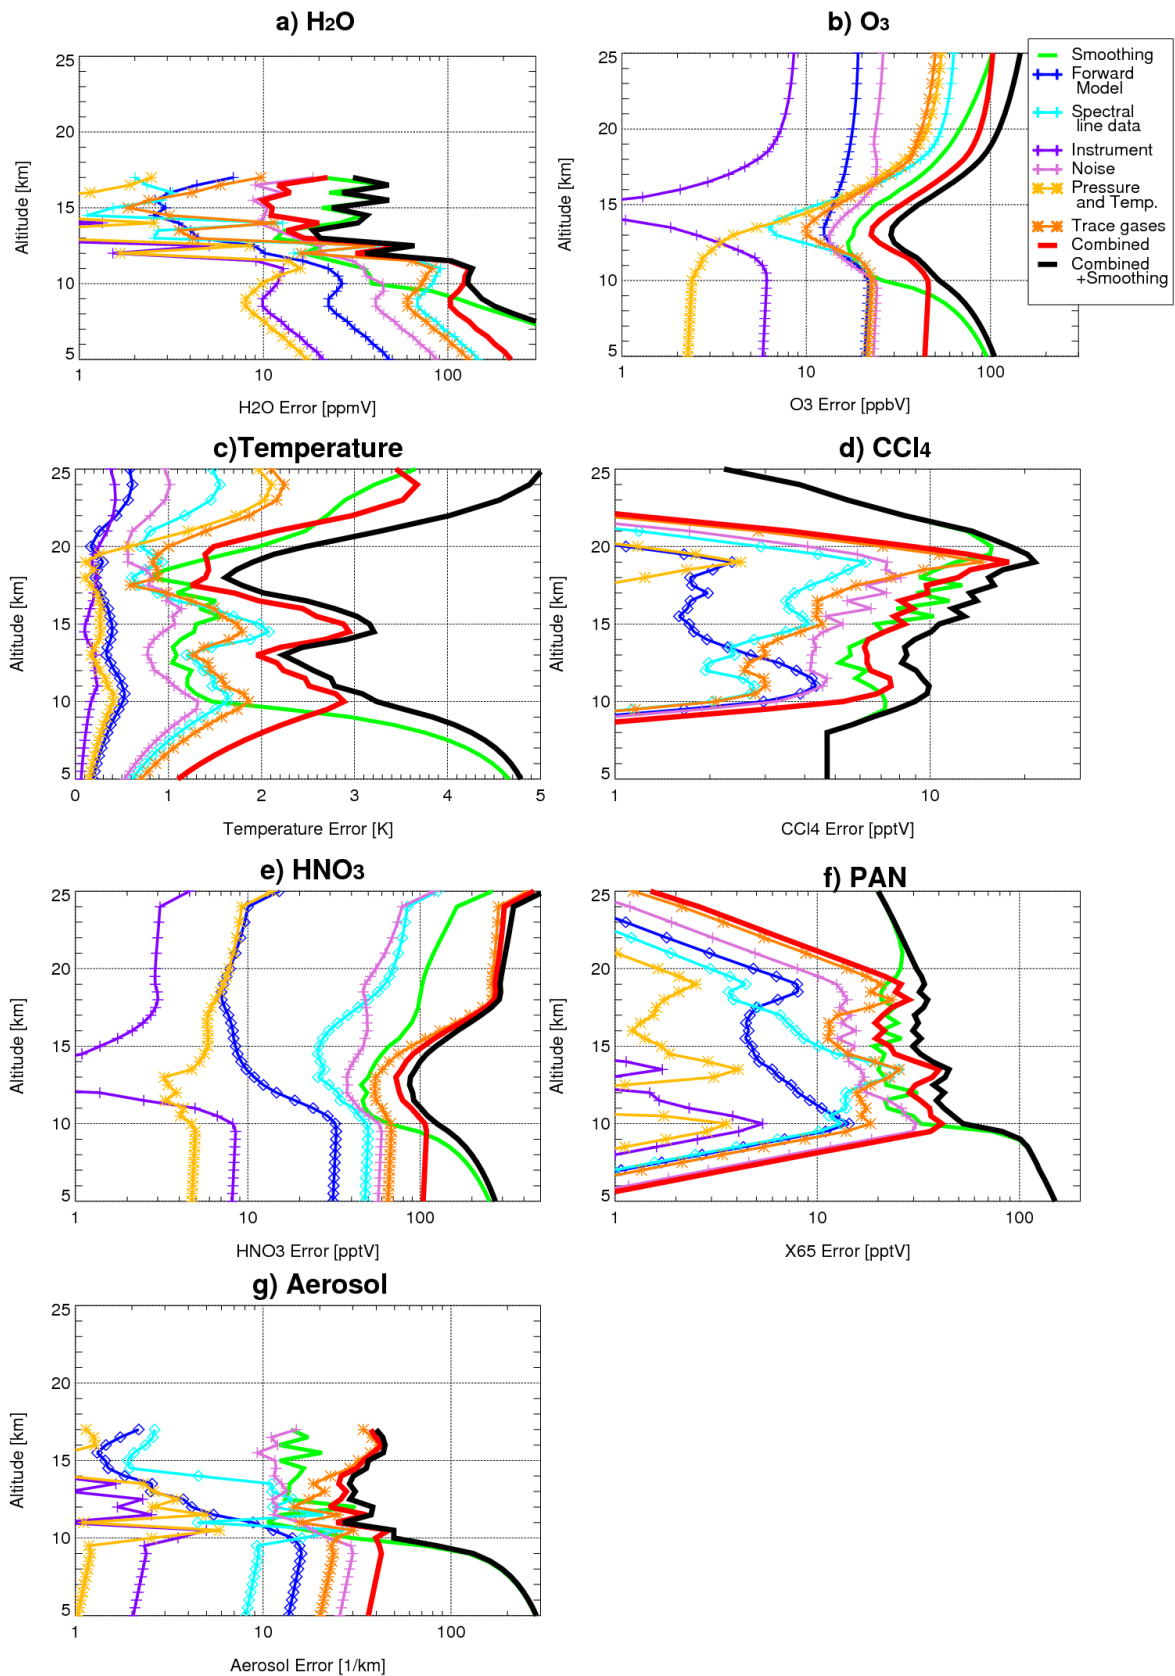 a) H2O
25
20
15
10
5
Altitude [km]
1
10
100
H2O Error [ppmV]
b) O3
25
20
15
10
5
Altitude [km]
1
10
100
O3 Error [ppbV]
Smoothing
Forward
Model
Spectral
line data
Instrument
Noise
Pressure
and Temp.
Trace gases
Combined
Combined
+Smoothing
c)Temperature
25
20
15
10
5
Altitude [km]
0
1
2
3
4
5
Temperature Error [K]
d) CCl4
25
20
15
10
5
Altitude [km]
1
10
CCl4 Error [pptV]
e) HNO3
25
20
15
10
5
Altitude [km]
1
10
100
HNO3 Error [pptV]
f) PAN
25
20
15
10
5
Altitude [km]
1
10
100
X65 Error [pptV]
g) Aerosol
25
20
15
10
5
Altitude [km]
1
10
100
Aerosol Error [1/km]